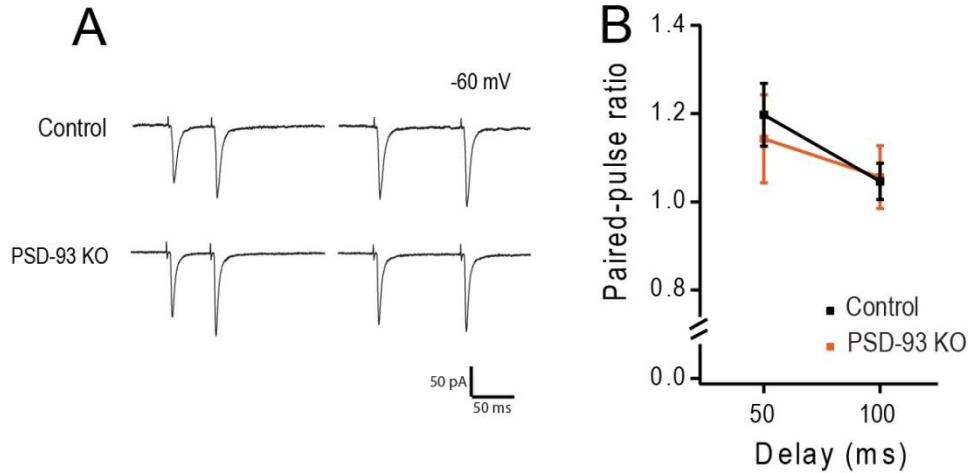 A
-60 mV
Control
PSD-93 KO
50 pA
50 ms
B
Paired-pulse ratio
1.4
1.2
1.0
0.8
0.0
Control
PSD-93 KO
50
100
Delay (ms)